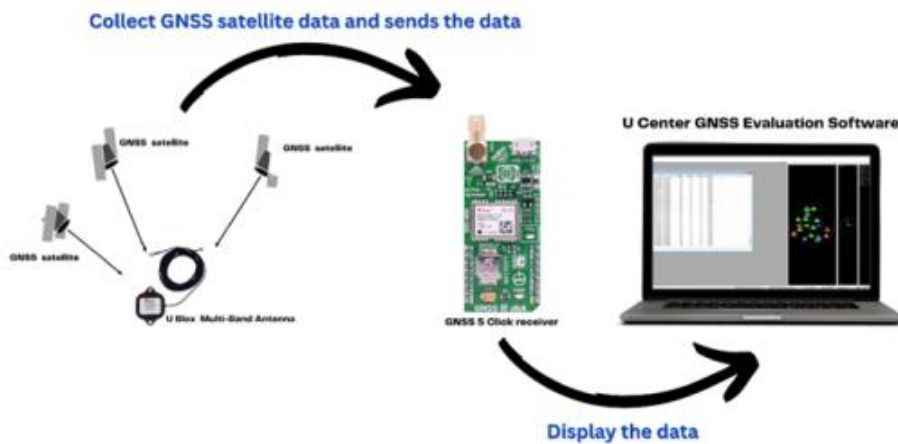 Collect GNSS satellite data and sends the data
GNSS satellite
GNSS satellite
GNSS satellite
U Blox Multi-Band Antenna
GNSS 5 Click receiver
U Center GNSS Evaluation Software
Display the data